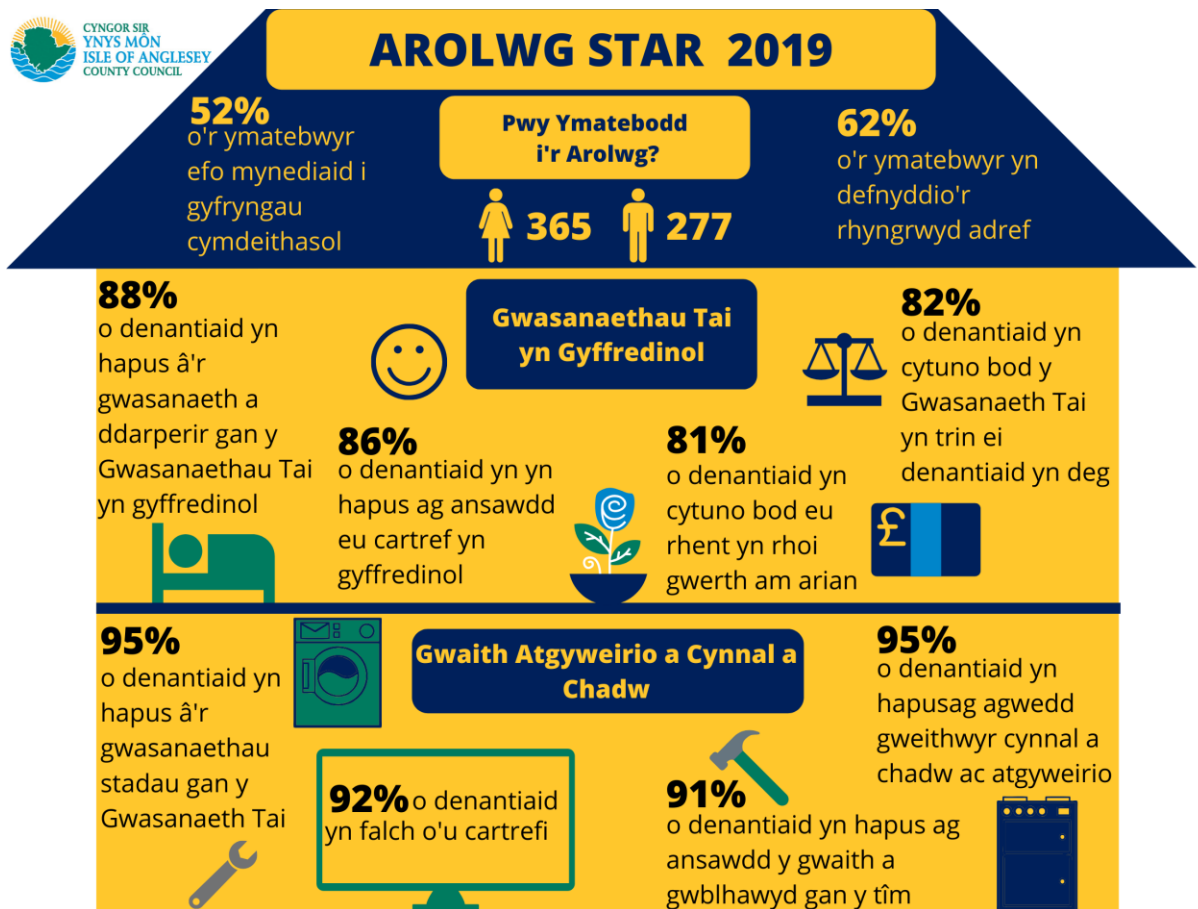 CYNGOR SIR
YNYS MÔN
ISLE OF ANGLESEY
COUNTY COUNCIL
AROLWG STAR 2019
52%
o'r ymatebwyr
efo mynediaid i
gyfryngau
cymdeithasol
Pwy Ymatebodd
i'r Arolwg?
365
277
62%
o'r ymatebwyr yn
defnyddio'r
rhyngrwyd adref
88%
o denantiaid yn
hapus â'r
gwasanaeth a
ddarperir gan y
Gwasanaethau Tai
yn gyffredinol
Gwasanaethau Tai
yn Gyffredinol
82%
o denantiaid yn
cytuno bod y
Gwasanaeth Tai
yn trin ei
denantiaid yn deg
86%
o denantiaid yn yn
hapus ag ansawdd
eu cartref yn
gyffredinol
81%
o denantiaid yn
cytuno bod eu
rhent yn rhoi
gwerth am arian
£
95%
o denantiaid yn
hapus â'r
gwasanaethau
stadau gan y
Gwasanaeth Tai
Gwaith Atgyweirio a Cynnal a
Chadw
95%
o denantiaid yn
hapusag agwedd
gweithwyr cynnal a
chadw ac atgyweirio
92% o denantiaid
yn falch o'u cartrefi
91%
o denantiaid yn hapus ag
ansawdd y gwaith a
gwblhawyd gan y tîm